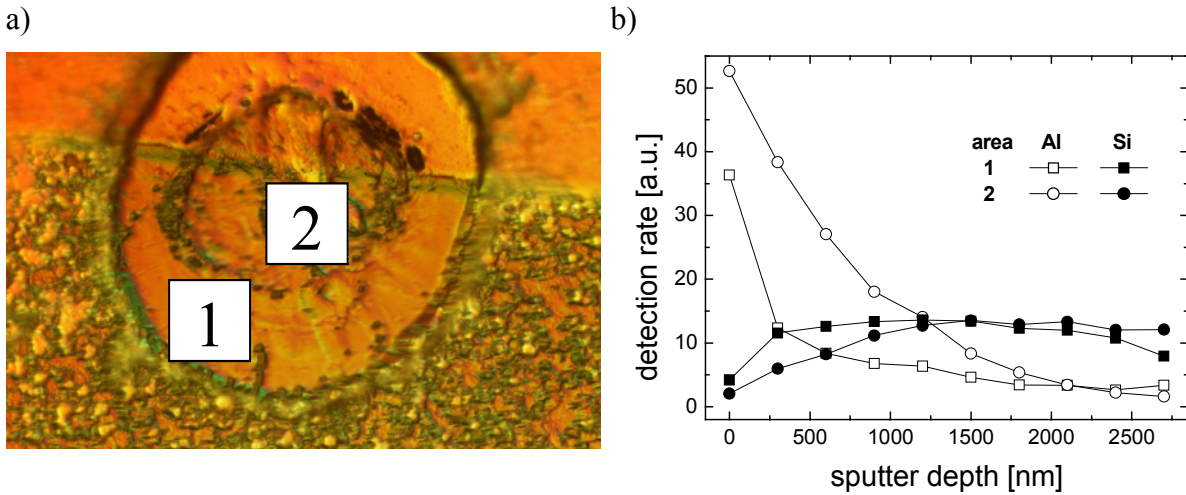 a)
1
2
b)
detection rate [a.u.]
50
40
30
20
10
0
area Al Si
1
2
0 500 1000 1500 2000 2500
sputter depth [nm]